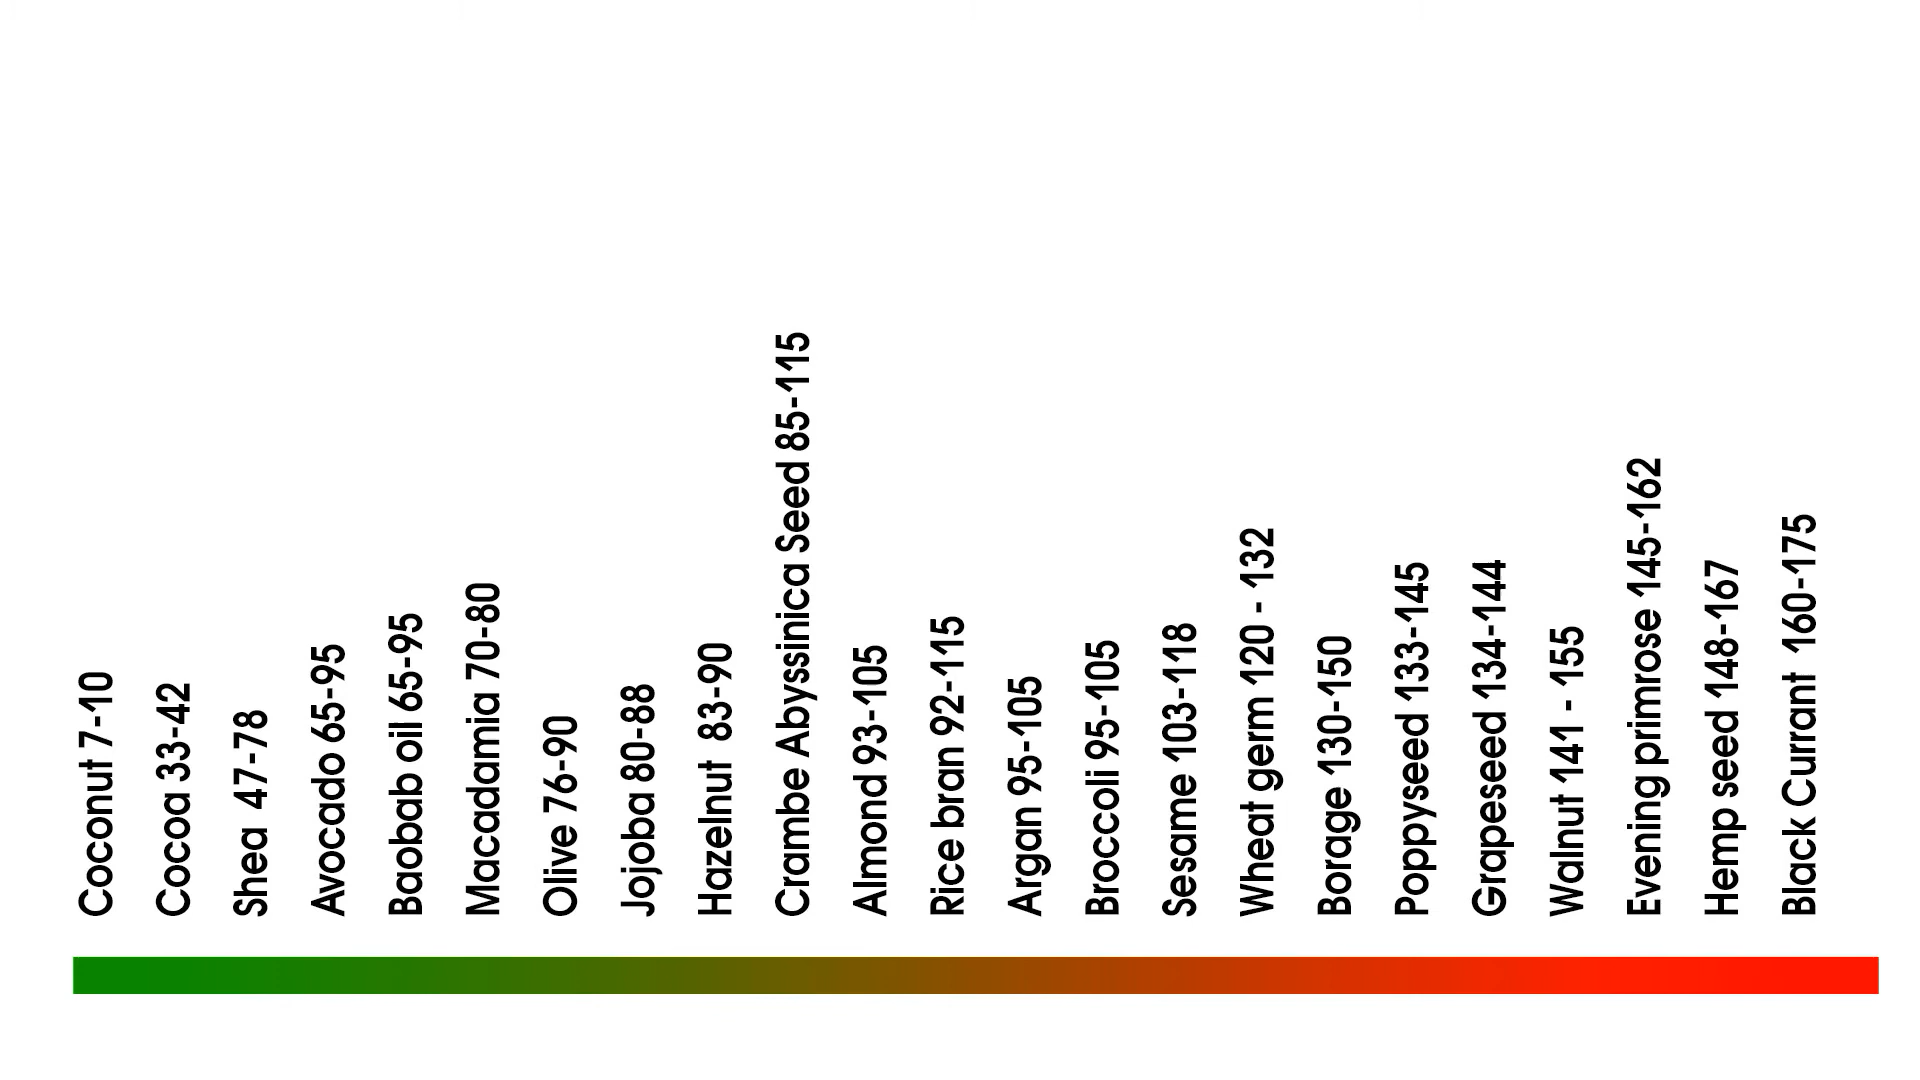 Coconut 7-10
Cocoa 33-42
Shea 47-78
Avocado 65-95
Baobab oil 65-95
Macadamia 70-80
Olive 76-90
Jojoba 80-88
Hazelnut 83-90
Crambe Abyssinica Seed 85-115
Almond 93-105
Rice bran 92-115
Argan 95-105
Broccoli 95-105
Sesame 103-118
Wheat germ 120 - 132
Borage 130-150
Poppyseed 133-145
Grapeseed 134-144
Walnut 141 - 155
Evening primrose 145-162
Hemp seed 148-167
Black Currant 160-175